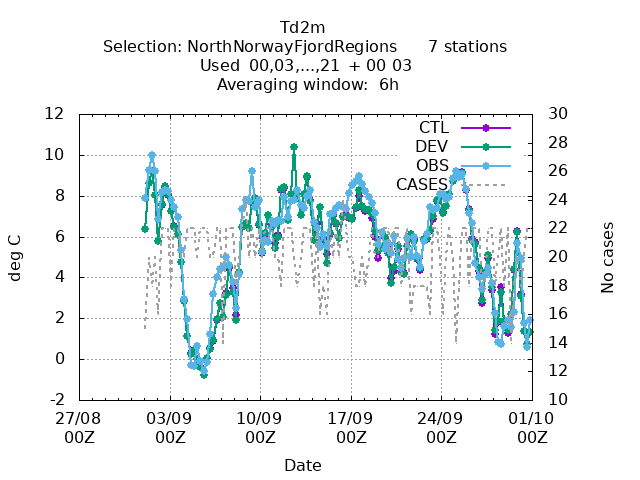 Td2m
Selection: NorthNorwayFjordRegions 7 stations
Used 00,03,...,21 + 00 03
Averaging window: 6h
12
10
8
6
4
2
0
-2
deg C
CTL
DEV
OBS
CASES
30
28
26
24
22
20
18
16
14
12
10
No cases
27/08 03/09 10/09 17/09 24/09 01/10
00Z 00Z 00Z 00Z 00Z 00Z
Date